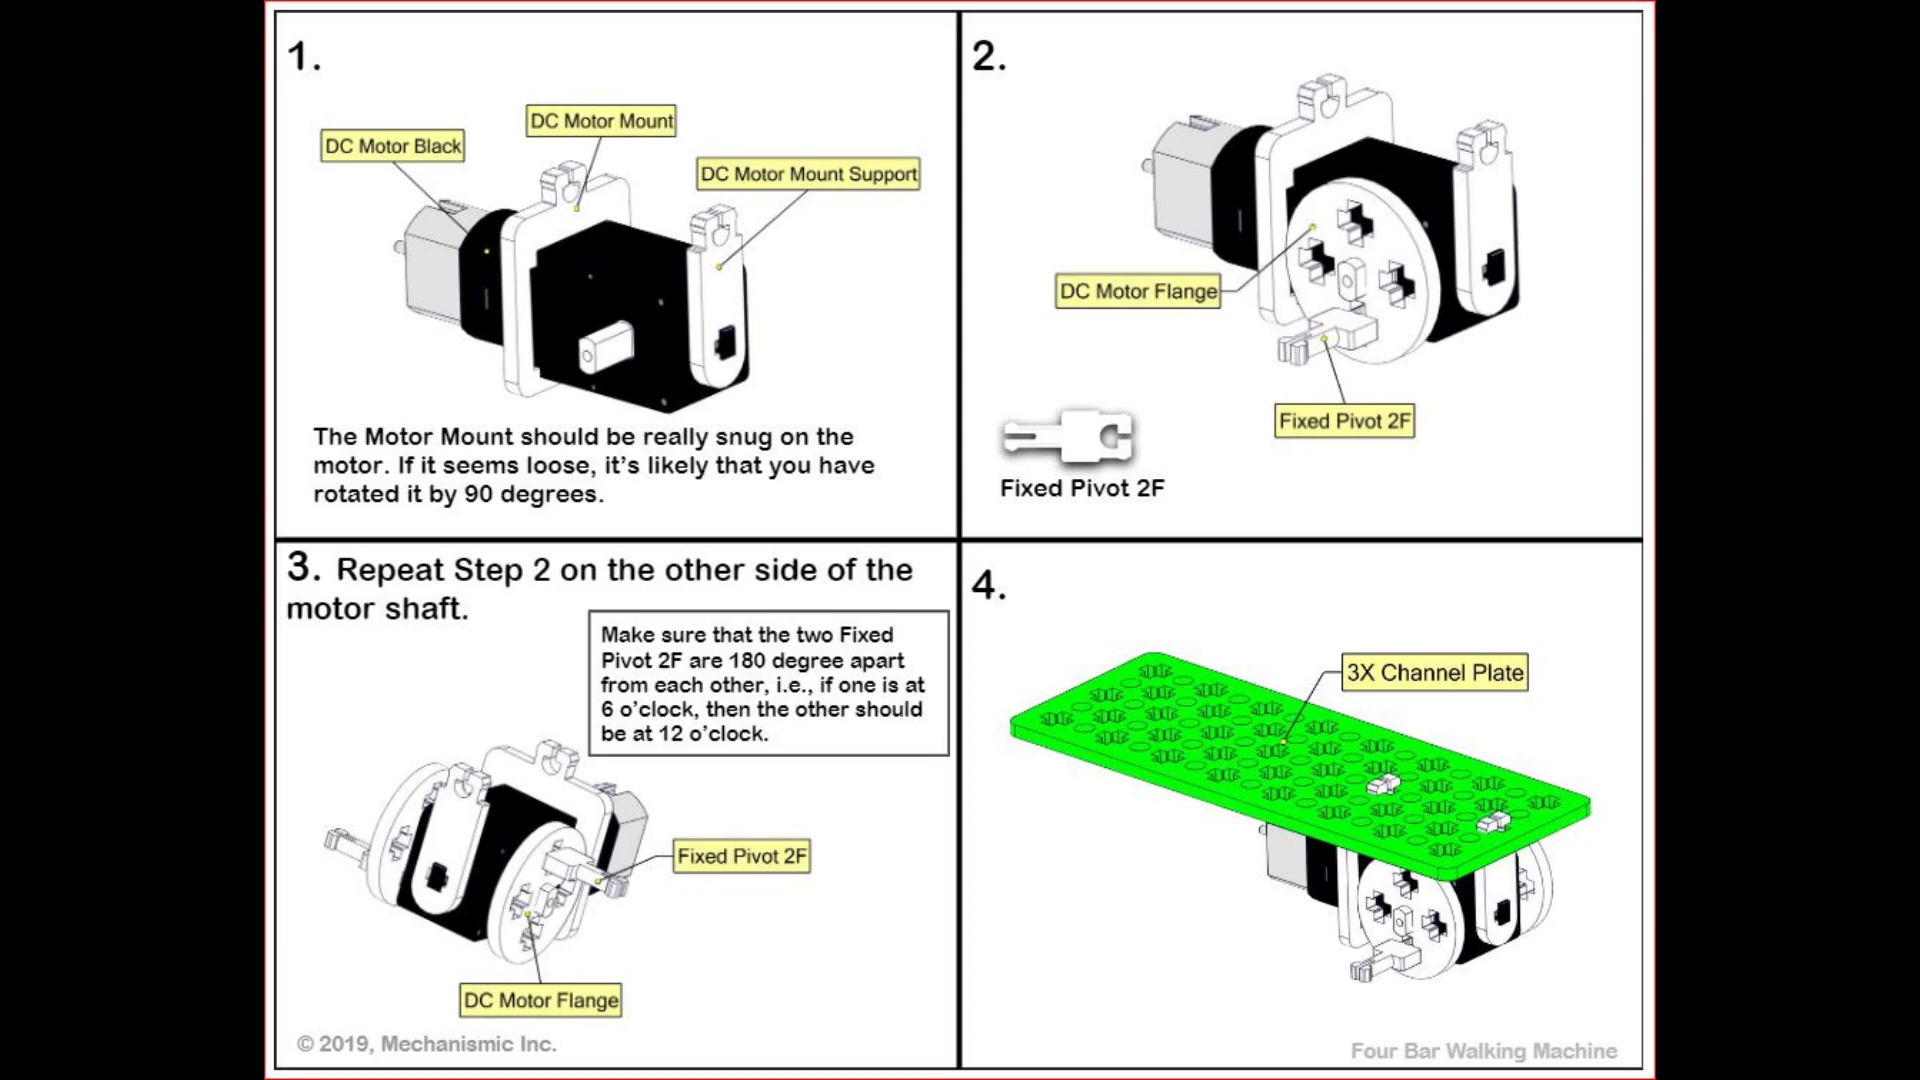 1.
DC Motor Black
DC Motor Mount
DC Motor Mount Support
The Motor Mount should be really snug on the
motor. If it seems loose, it's likely that you have
rotated it by 90 degrees.
2.
DC Motor Flange
Fixed Pivot 2F
Fixed Pivot 2F
3. Repeat Step 2 on the other side of the
motor shaft.
Make sure that the two Fixed
Pivot 2F are 180 degree apart
from each other, i.e., if one is at
6 o'clock, then the other should
be at 12 o'clock.
Fixed Pivot 2F
DC Motor Flange
© 2019, Mechanismic Inc.
4.
3X Channel Plate
Four Bar Walking Machine